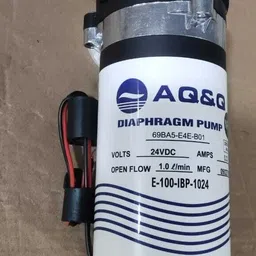 AQ&Q
DIAPHRAGM PUMP
69BA5-E4E-B01
VOLTS 24VDC AMPS
OPEN FLOW 1.0 ℓ/min MFG
E-100-IBP-1024